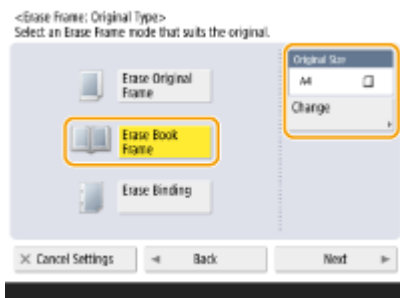 <Erase Frame: Original Type>
Select an Erase Frame mode that suits the original.
Original Size
Erase Original
Frame
A4
Change
Erase Book
Frame
Erase Binding
Cancel Settings
Back
Next